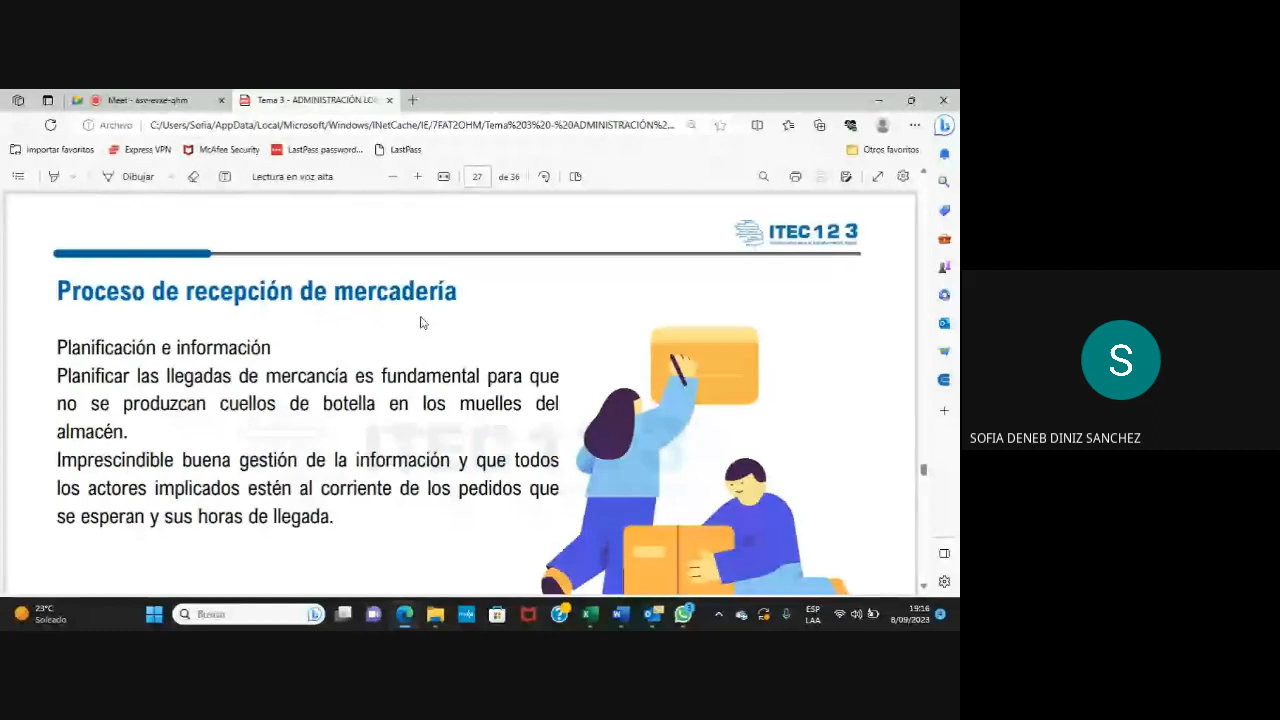 Meet - asv-evxe-qhm
Tema 3 - ADMINISTRACIÓN LO
Archivo
C:/Users/Sofia/AppData/Local/Microsoft/Windows/INetCache/IE/7FAT2OHM/Tema%203%20-%20ADMINISTRACIÓN%2...
Importar favoritos
Express VPN
McAfee Security
LastPass password...
LastPass
Otros favoritos
Dibujar
Lectura en voz alta
27
de 36
ITEC 1 2 3
Proceso de recepción de mercadería
Planificación e información
Planificar las llegadas de mercancía es fundamental para que
no se produzcan cuellos de botella en los muelles del
almacén.
Imprescindible buena gestión de la información y que todos
los actores implicados estén al corriente de los pedidos que
se esperan y sus horas de llegada.
S
SOFIA DENEB DINIZ SANCHEZ
23°C
Soleado
Buscar
ESP
LAA
19:16
8/09/2023